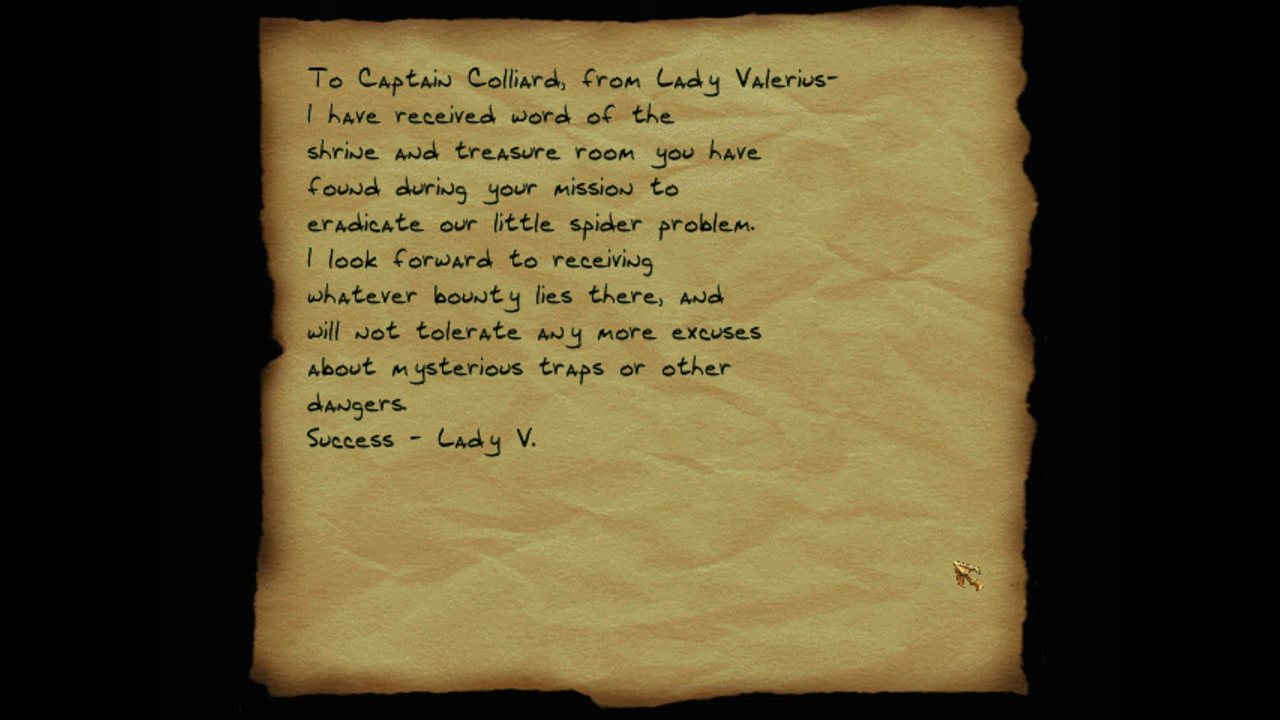 To Captain Colliard, from Lady Valerius-
I have received word of the
shrine and treasure room you have
found during your mission to
eradicate our little spider problem.
I look forward to receiving
whatever bounty lies there, and
will not tolerate any more excuses
about mysterious traps or other
dangers.
Success - Lady V.